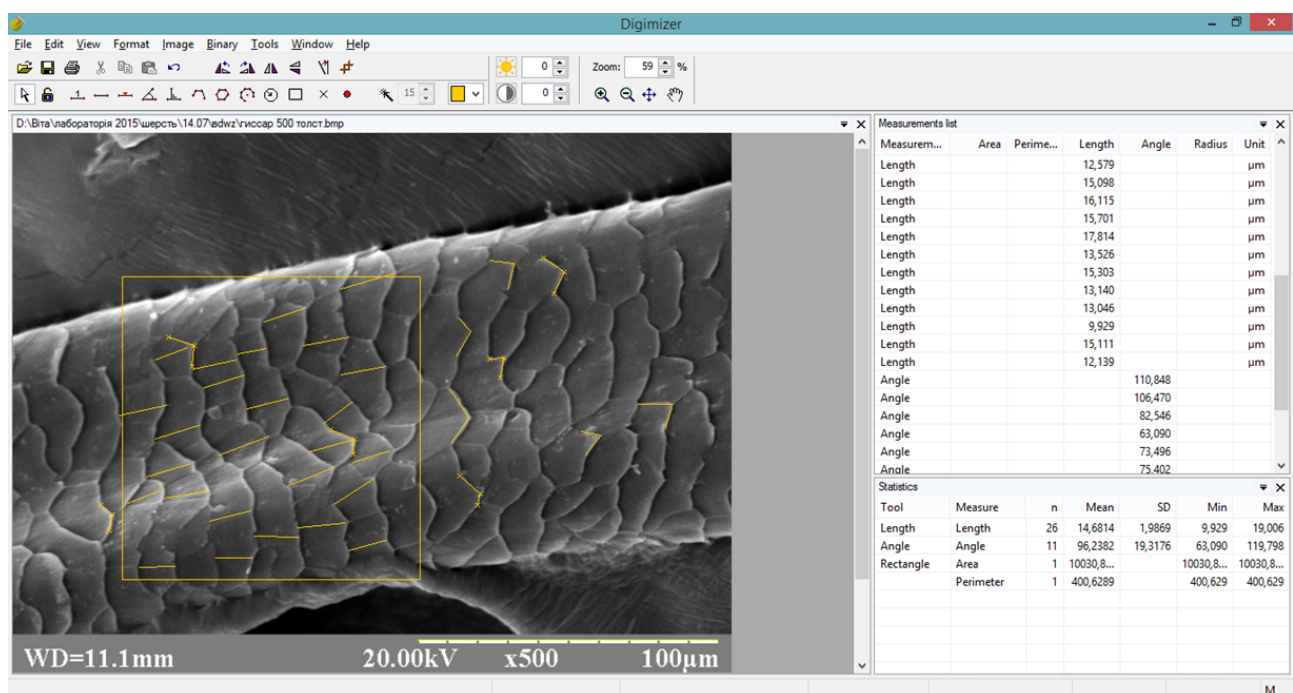 Digimizer
File Edit View Format Image Binary Tools Window Help
0 Zoom: 59 %
15 0
D:\Віта\лабораторія 2015\шерсть\14.07\вdwz\гиссар 500 толст.bmp
WD=11.1mm 20.00kV x500 100µm
Measurements list
Measurem... Area Perime... Length Angle Radius Unit
Length 12,579 µm
Length 15,098 µm
Length 16,115 µm
Length 15,701 µm
Length 17,814 µm
Length 13,526 µm
Length 15,303 µm
Length 13,140 µm
Length 13,046 µm
Length 9,929 µm
Length 15,111 µm
Length 12,139 µm
Angle 110,848
Angle 106,470
Angle 82,546
Angle 63,090
Angle 73,496
Angle 75,402
Statistics
Tool Measure n Mean SD Min Max
Length Length 26 14,6814 1,9869 9,929 19,006
Angle Angle 11 96,2382 19,3176 63,090 119,798
Rectangle Area 1 10030,8... 10030,8... 10030,8...
Perimeter 1 400,6289 400,629 400,629
M